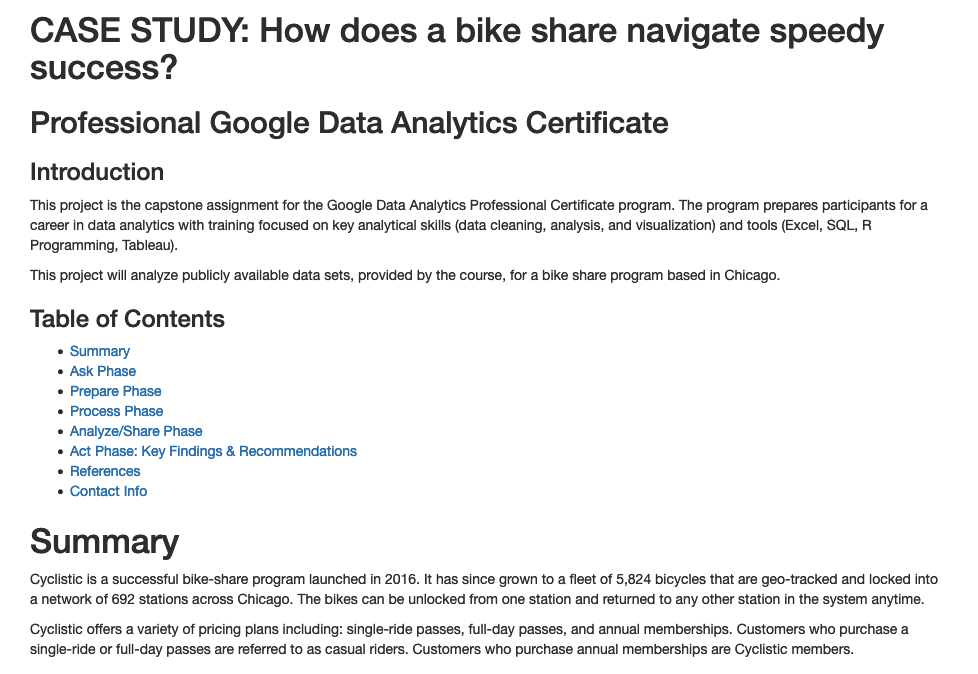 CASE STUDY: How does a bike share navigate speedy
success?
Professional Google Data Analytics Certificate
Introduction
This project is the capstone assignment for the Google Data Analytics Professional Certificate program. The program prepares participants for a
career in data analytics with training focused on key analytical skills (data cleaning, analysis, and visualization) and tools (Excel, SQL, R
Programming, Tableau).
This project will analyze publicly available data sets, provided by the course, for a bike share program based in Chicago.
Table of Contents
• Summary
• Ask Phase
• Prepare Phase
• Process Phase
• Analyze/Share Phase
• Act Phase: Key Findings & Recommendations
• References
• Contact Info
Summary
Cyclistic is a successful bike-share program launched in 2016. It has since grown to a fleet of 5,824 bicycles that are geo-tracked and locked into
a network of 692 stations across Chicago. The bikes can be unlocked from one station and returned to any other station in the system anytime.
Cyclistic offers a variety of pricing plans including: single-ride passes, full-day passes, and annual memberships. Customers who purchase a
single-ride or full-day passes are referred to as casual riders. Customers who purchase annual memberships are Cyclistic members.